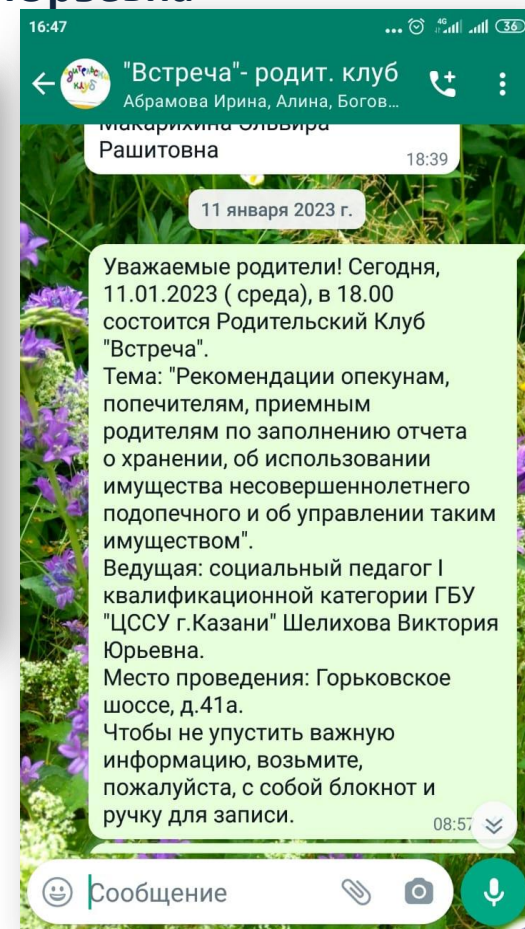 16:47
4G
36
"Встреча"- родит. клуб
Абрамова Ирина, Алина, Богов...
Рашитовна
18:39
11 января 2023 г.
Уважаемые родители! Сегодня,
11.01.2023 ( среда), в 18.00
состоится Родительский Клуб
"Встреча".
Тема: "Рекомендации опекунам,
попечителям, приемным
родителям по заполнению отчета
о хранении, об использовании
имущества несовершеннолетнего
подопечного и об управлении таким
имуществом".
Ведущая: социальный педагог I
квалификационной категории ГБУ
"ЦССУ г.Казани" Шелихова Виктория
Юрьевна.
Место проведения: Горьковское
шоссе, д.41а.
Чтобы не упустить важную
информацию, возьмите,
пожалуйста, с собой блокнот и
ручку для записи.
08:57
Сообщение